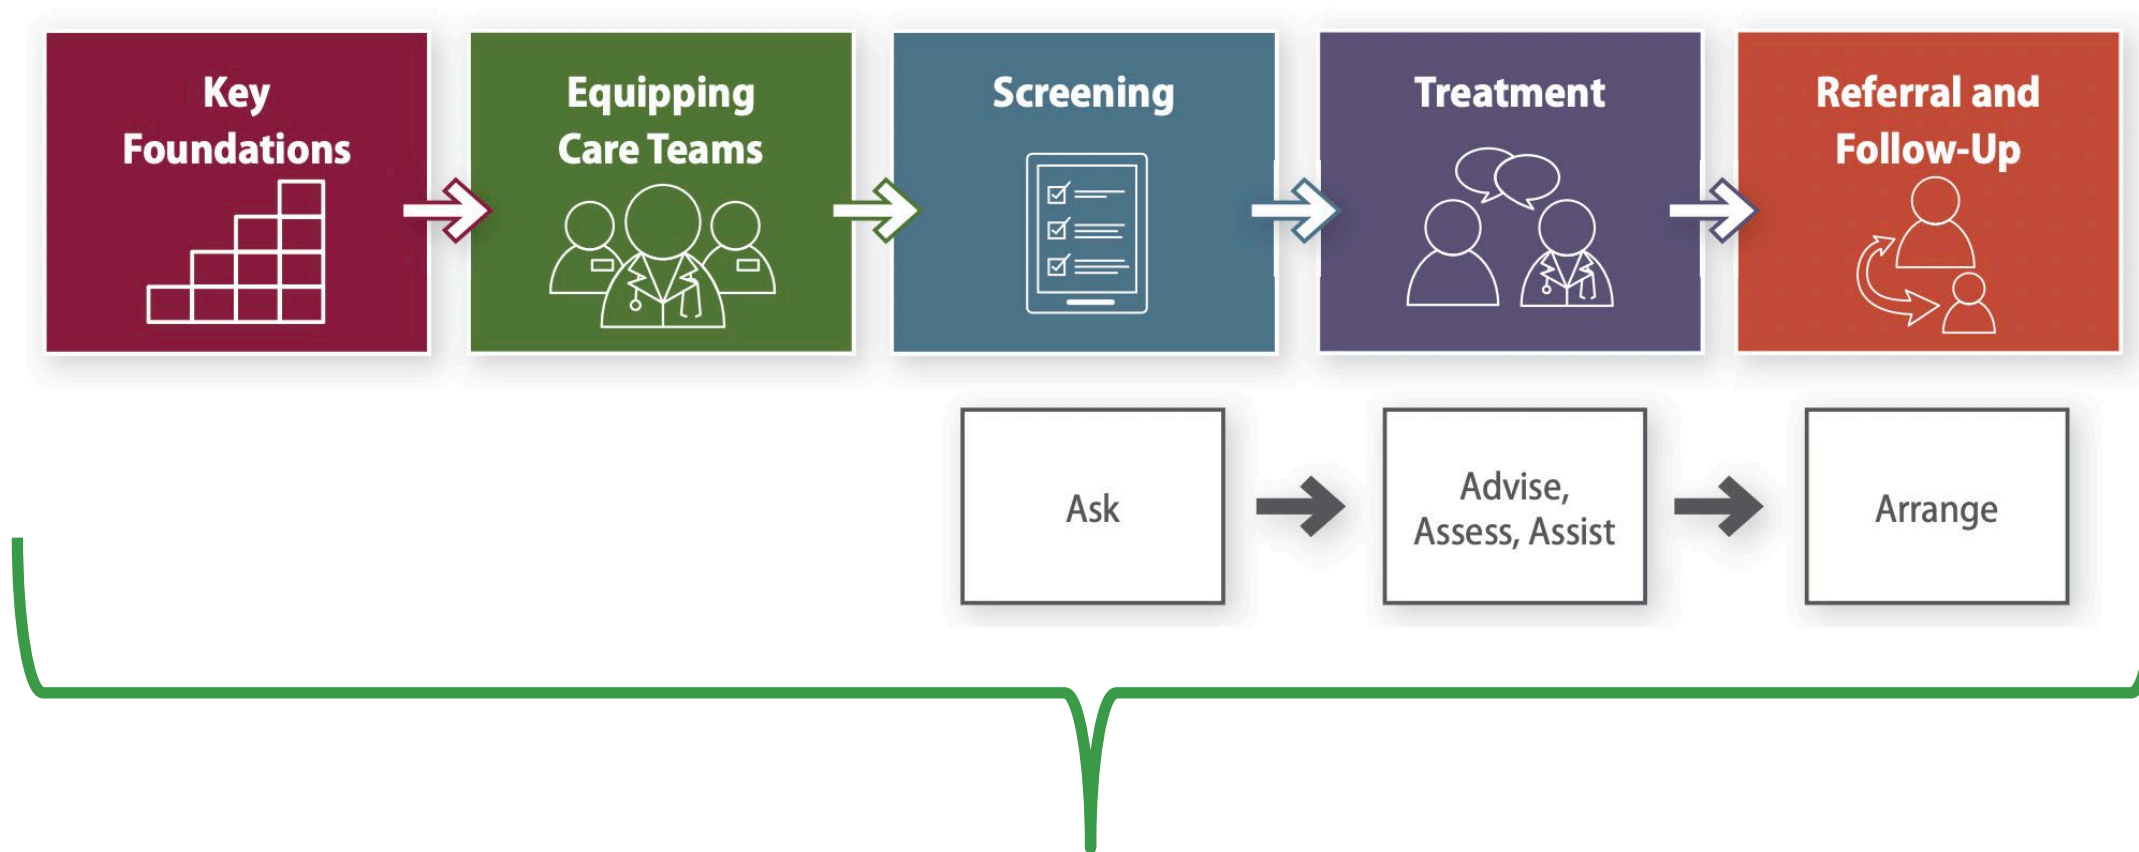 Key
Foundations
Equipping
Care Teams
Screening
Treatment
Referral and
Follow-Up
Ask
Advise,
Assess, Assist
Arrange